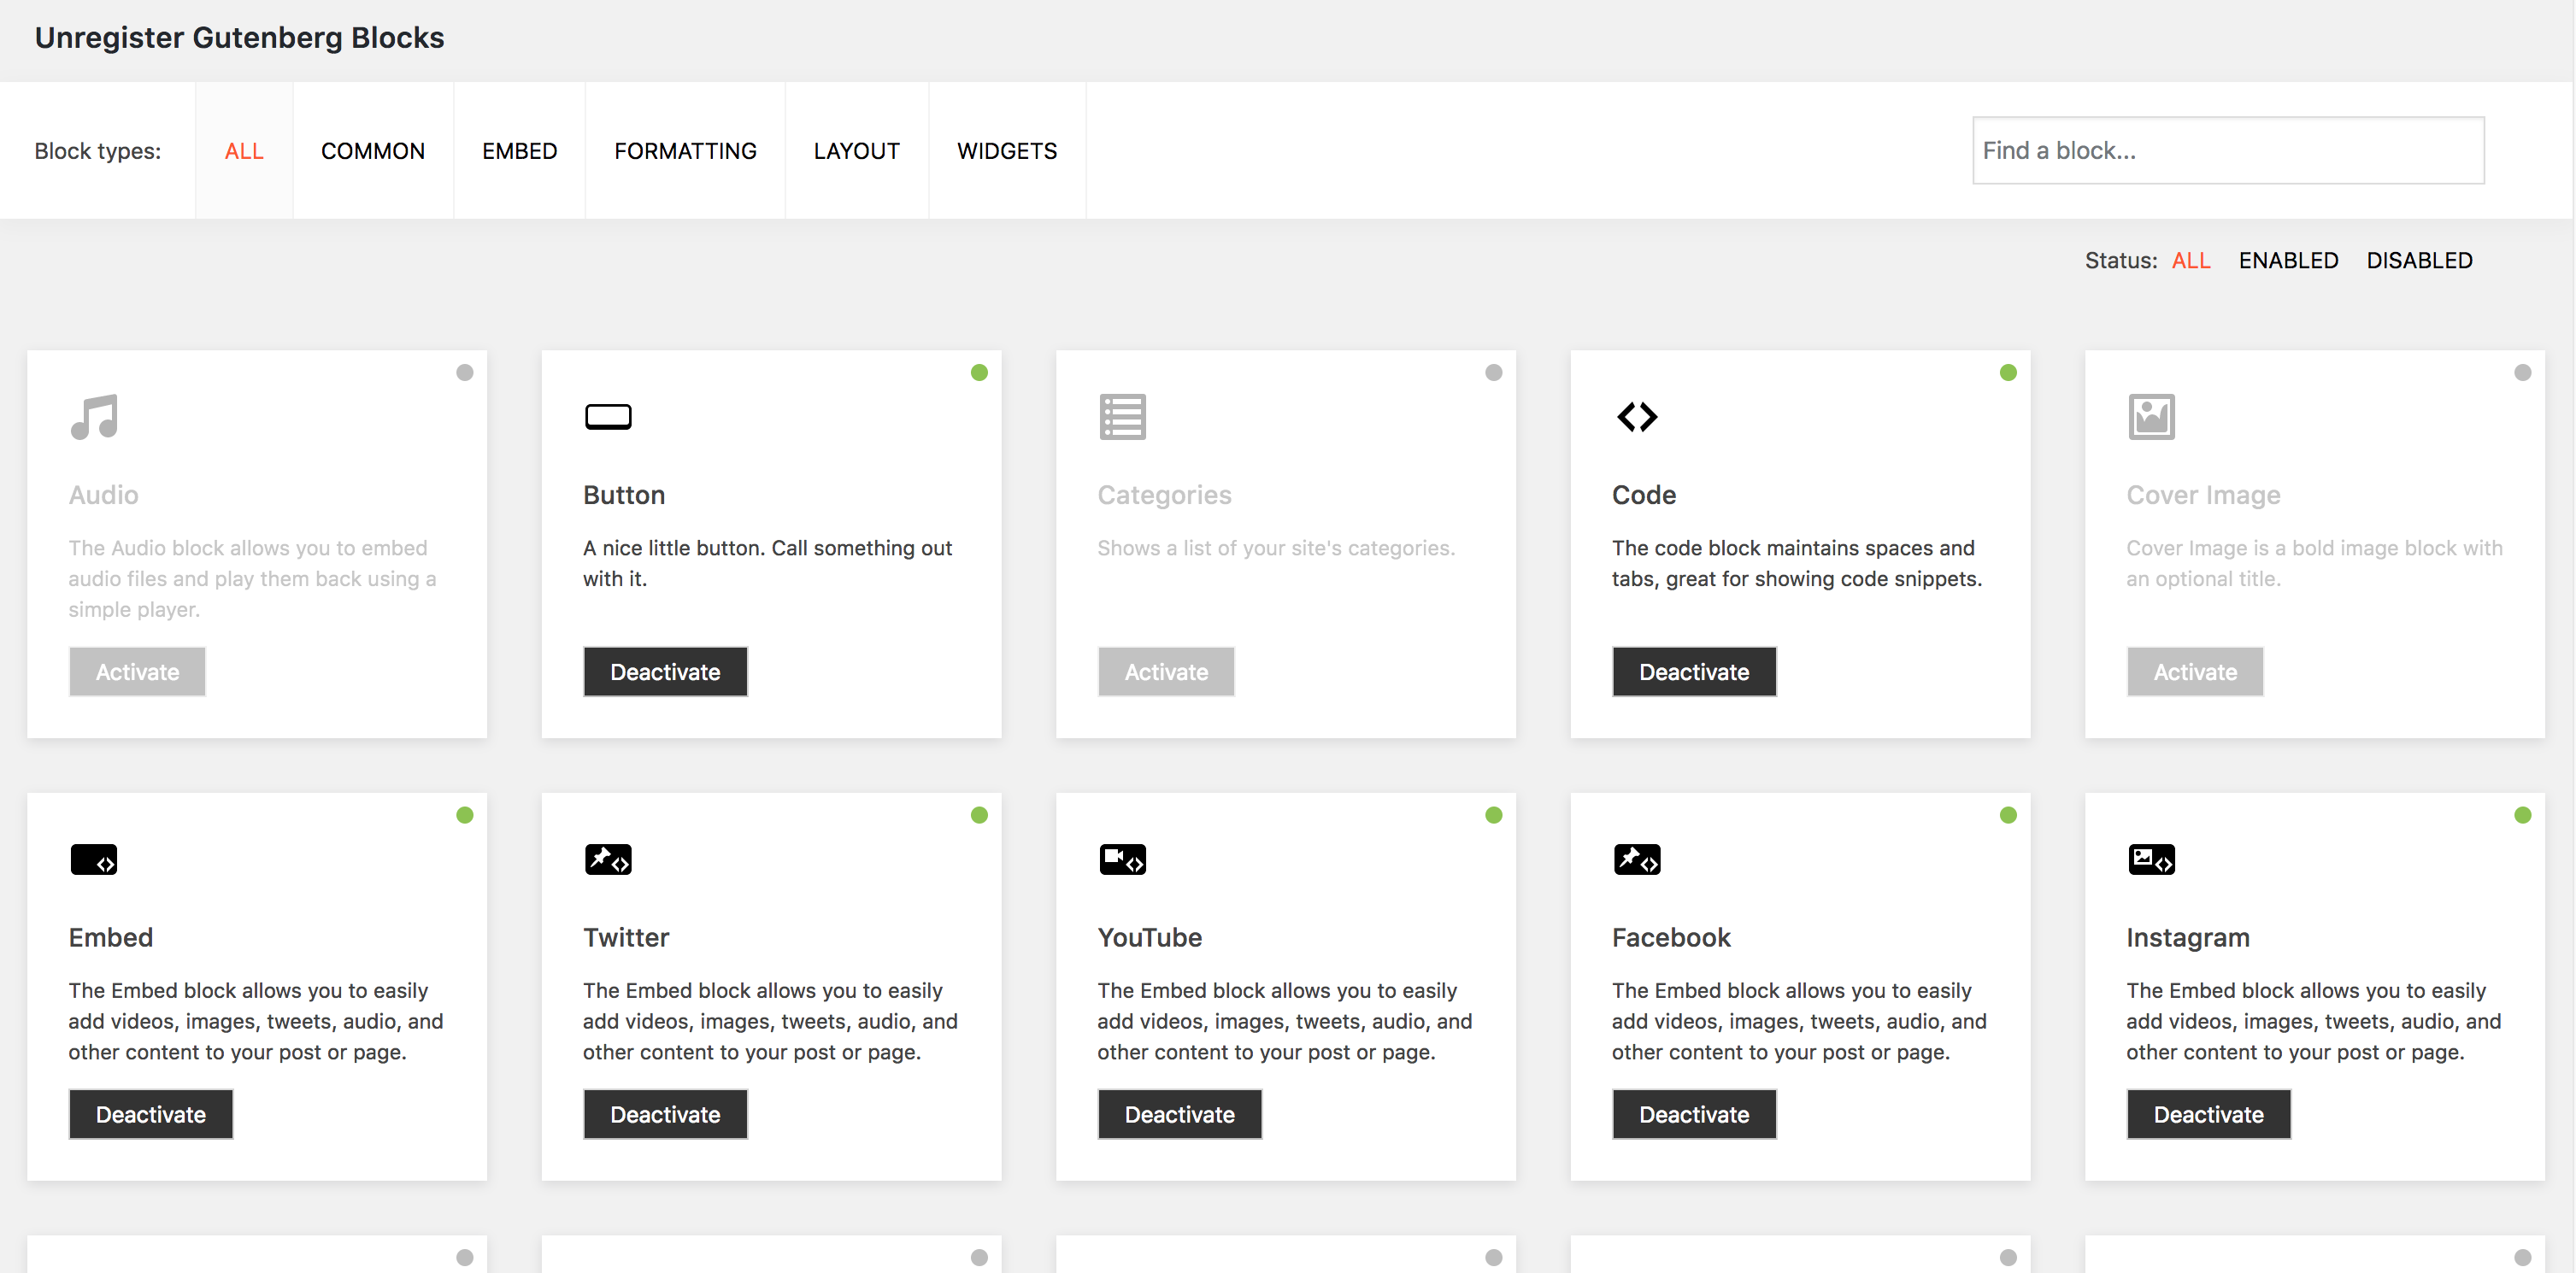 Unregister Gutenberg Blocks
Block types: ALL COMMON EMBED FORMATTING LAYOUT WIDGETS Find a block...
Status: ALL ENABLED DISABLED
Audio
The Audio block allows you to embed
audio files and play them back using a
simple player.
Activate
Button
A nice little button. Call something out
with it.
Deactivate
Categories
Shows a list of your site's categories.
Activate
Code
The code block maintains spaces and
tabs, great for showing code snippets.
Deactivate
Cover Image
Cover Image is a bold image block with
an optional title.
Activate
Embed
The Embed block allows you to easily
add videos, images, tweets, audio, and
other content to your post or page.
Deactivate
Twitter
The Embed block allows you to easily
add videos, images, tweets, audio, and
other content to your post or page.
Deactivate
YouTube
The Embed block allows you to easily
add videos, images, tweets, audio, and
other content to your post or page.
Deactivate
Facebook
The Embed block allows you to easily
add videos, images, tweets, audio, and
other content to your post or page.
Deactivate
Instagram
The Embed block allows you to easily
add videos, images, tweets, audio, and
other content to your post or page.
Deactivate